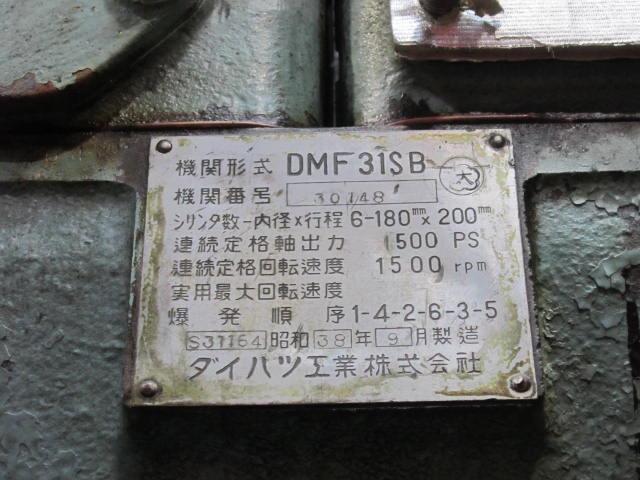 機関形式 DMF31SB 大
機関番号 30148
シリンダ数-内径×行程 6-180mm×200mm
連続定格軸出力 500 PS
連続定格回転速度 1500 rpm
実用最大回転速度
爆発順序 1-4-2-6-3-5
S31164 昭和 38 年 9 月製造
ダイハツ工業株式会社